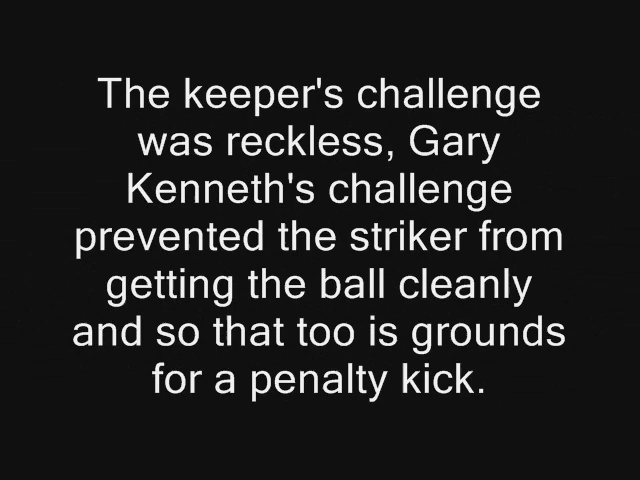 The keeper's challenge
was reckless, Gary
Kenneth's challenge
prevented the striker from
getting the ball cleanly
and so that too is grounds
for a penalty kick.